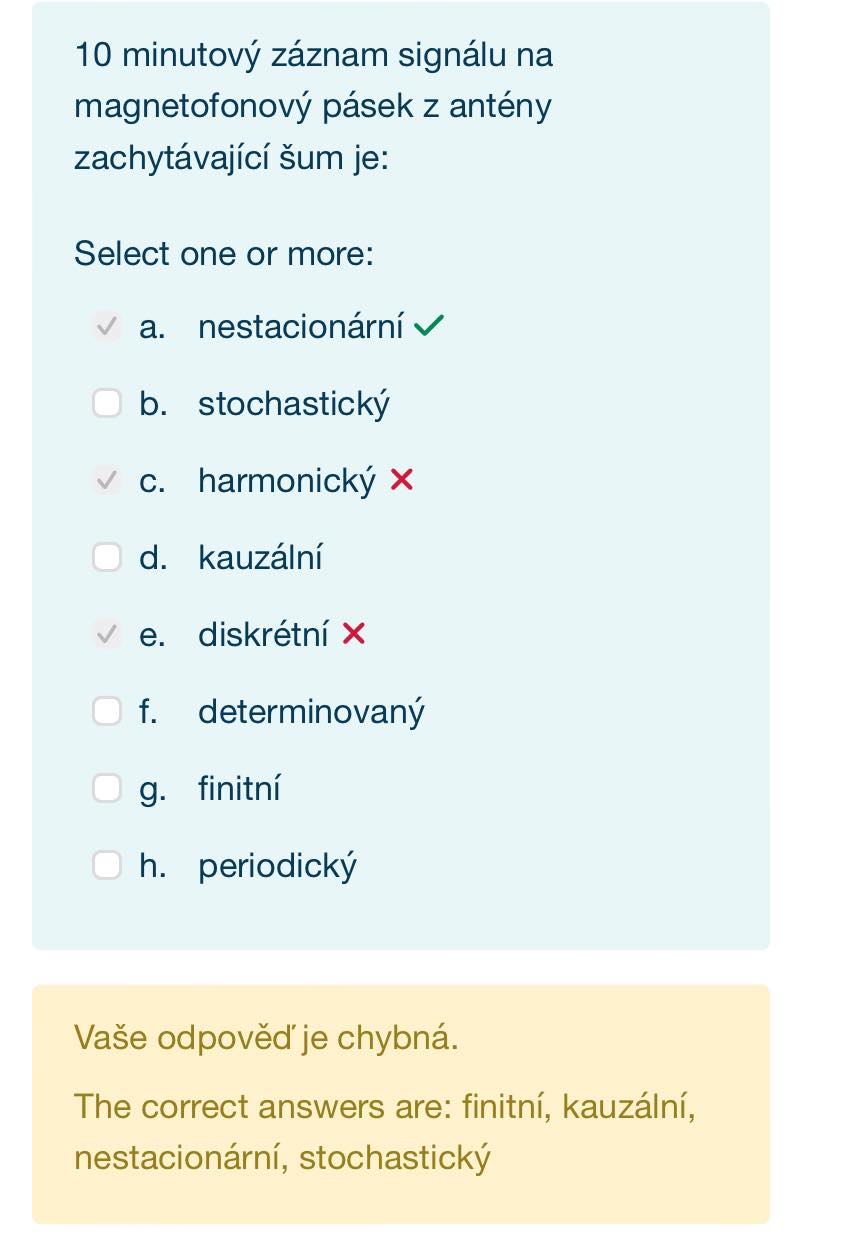 10 minutový záznam signálu na
magnetofonový pásek z antény
zachytávající šum je:
Select one or more:
a. nestacionární
b. stochastický
c. harmonický
d. kauzální
e. diskrétní
f. determinovaný
g. finitní
h. periodický
Vaše odpověď je chybná.
The correct answers are: finitní, kauzální,
nestacionární, stochastický